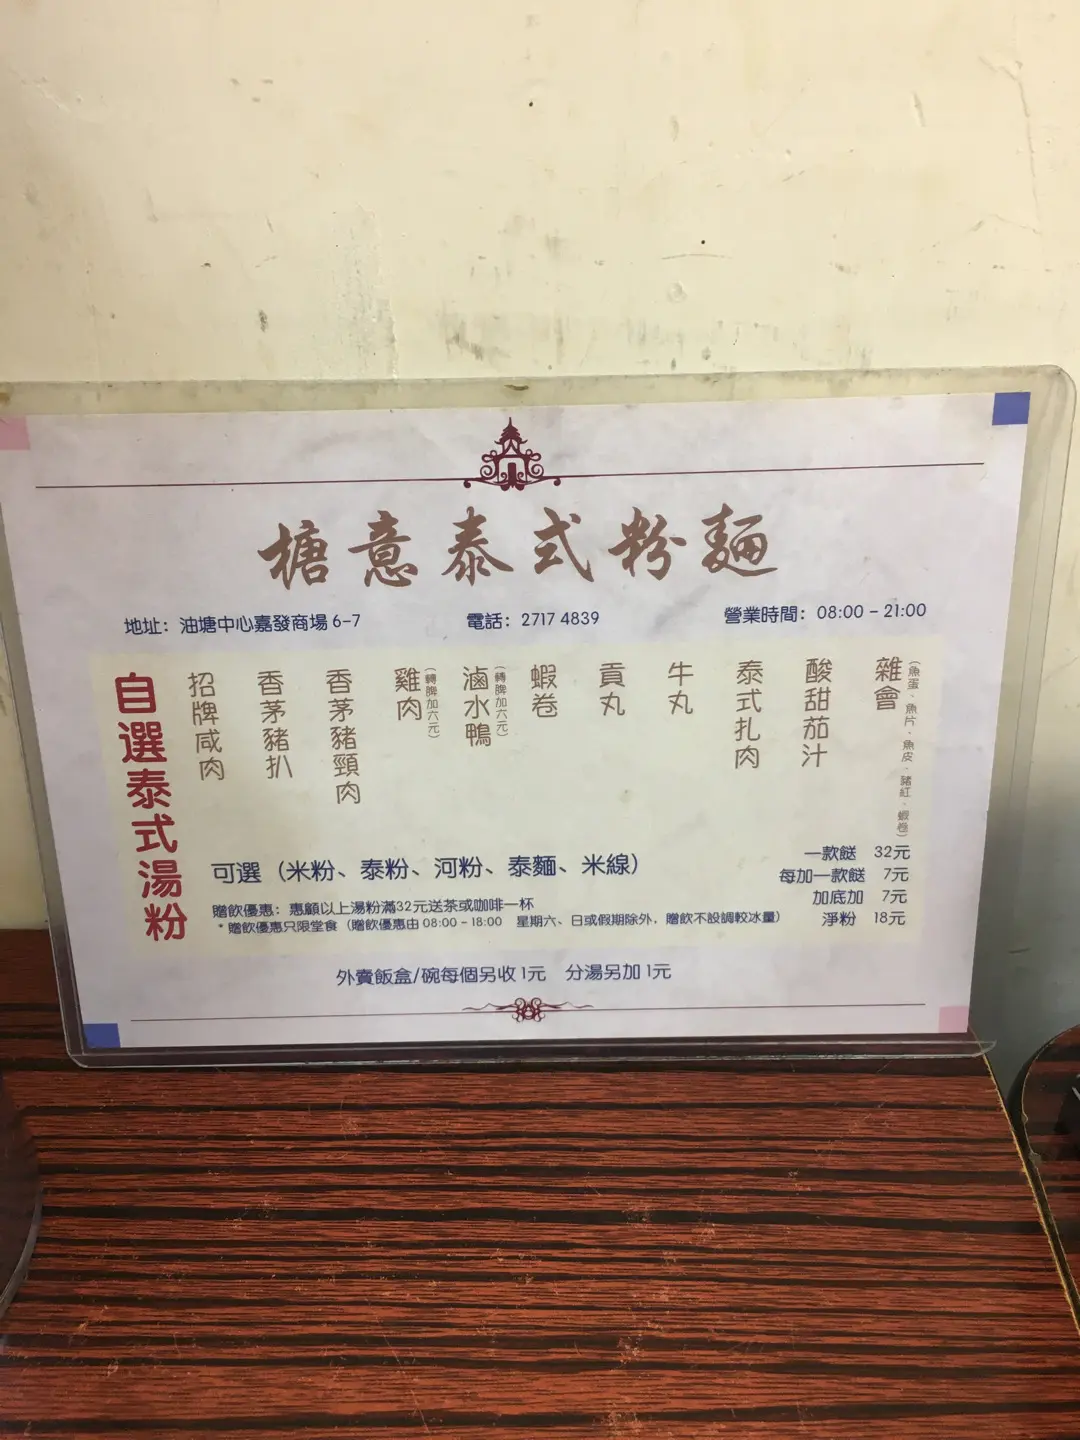 榶意泰式粉麵
地址：油塘中心嘉發商場 6-7
電話：2717 4839
營業時間：08:00 - 21:00
自選泰式湯粉
招牌咸肉
香茅豬扒
香茅豬頸肉
雞肉
(轉脾加六元)
滷水鴨
(轉脾加六元)
蝦卷
貢丸
牛丸
泰式扎肉
酸甜茄汁
雜會
(魚蛋、魚片、魚皮、豬紅、蝦卷)
可選（米粉、泰粉、河粉、泰麵、米線）
贈飲優惠：惠顧以上湯粉滿32元送茶或咖啡一杯
* 贈飲優惠只限堂食（贈飲優惠由 08:00 - 18:00 星期六、日或假期除外，贈飲不設調較冰量）
一款餸 32元
每加一款餸 7元
加底加 7元
淨粉 18元
外賣飯盒/碗每個另收1元 分湯另加1元